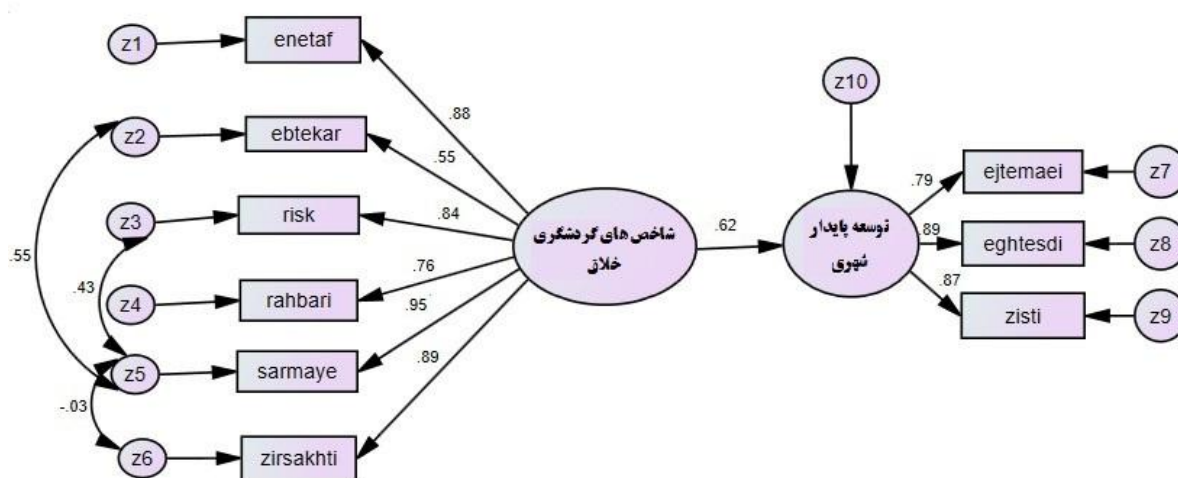 z1
enetaf
z2
ebtekar
z3
risk
z4
rahbari
z5
sarmaye
z6
zirsakhti
.55
.43
-.03
.88
.55
.84
.76
.95
.89
شاخص های گردشگری
خلاق
.62
z10
توسعه پایدار
شهری
.79
.89
.87
ejtemaei
eghtesdi
zisti
z7
z8
z9